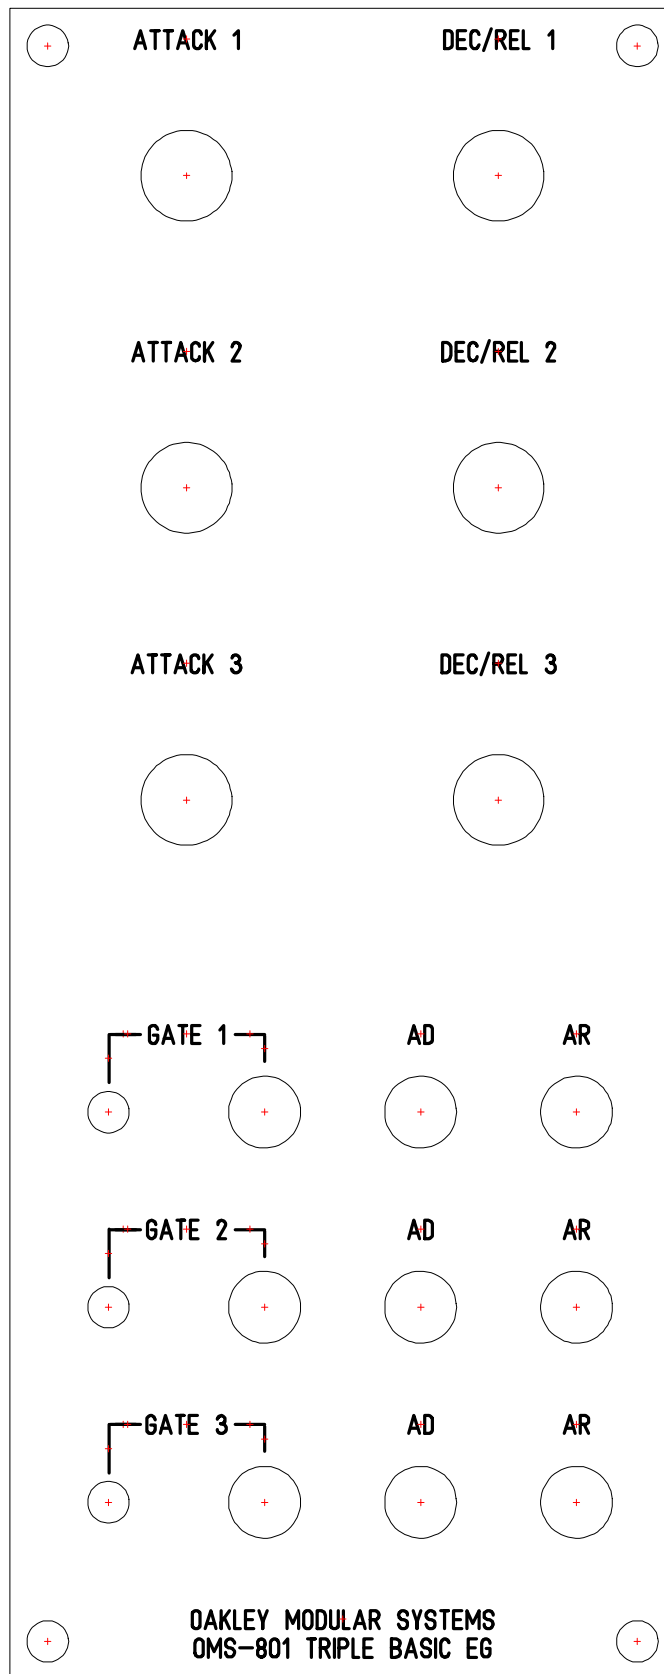 ATTACK 1 DEC/REL 1
ATTACK 2 DEC/REL 2
ATTACK 3 DEC/REL 3
GATE 1 AD AR
GATE 2 AD AR
GATE 3 AD AR
OAKLEY MODULAR SYSTEMS
OMS-801 TRIPLE BASIC EG